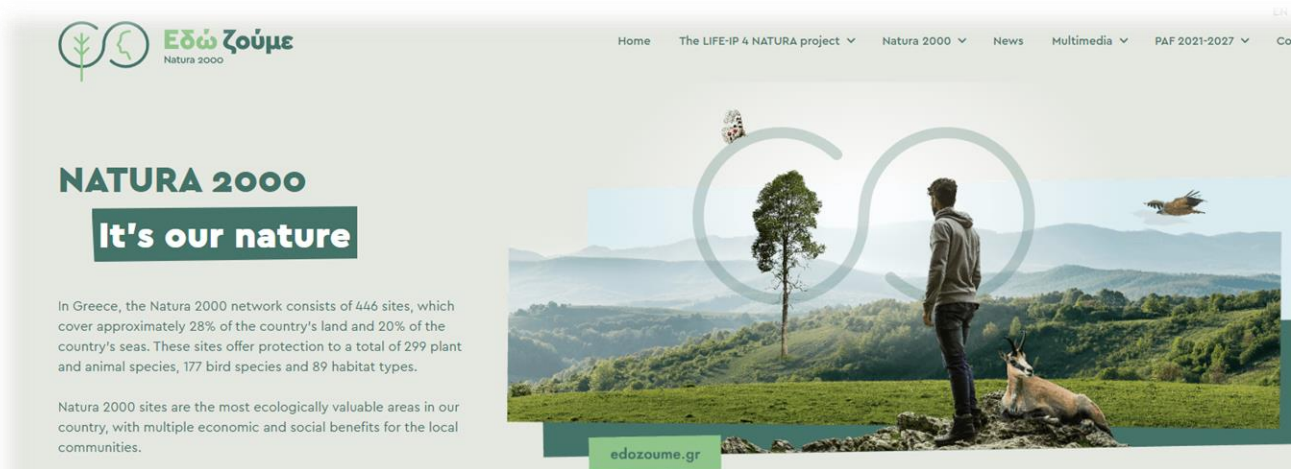 EN
Εδώ ζούμε
Natura 2000
Home The LIFE-IP 4 NATURA project Natura 2000 News Multimedia PAF 2021-2027
NATURA 2000
It's our nature
In Greece, the Natura 2000 network consists of 446 sites, which
cover approximately 28% of the country's land and 20% of the
country's seas. These sites offer protection to a total of 299 plant
and animal species, 177 bird species and 89 habitat types.
Natura 2000 sites are the most ecologically valuable areas in our
country, with multiple economic and social benefits for the local
communities.
edozoume.gr